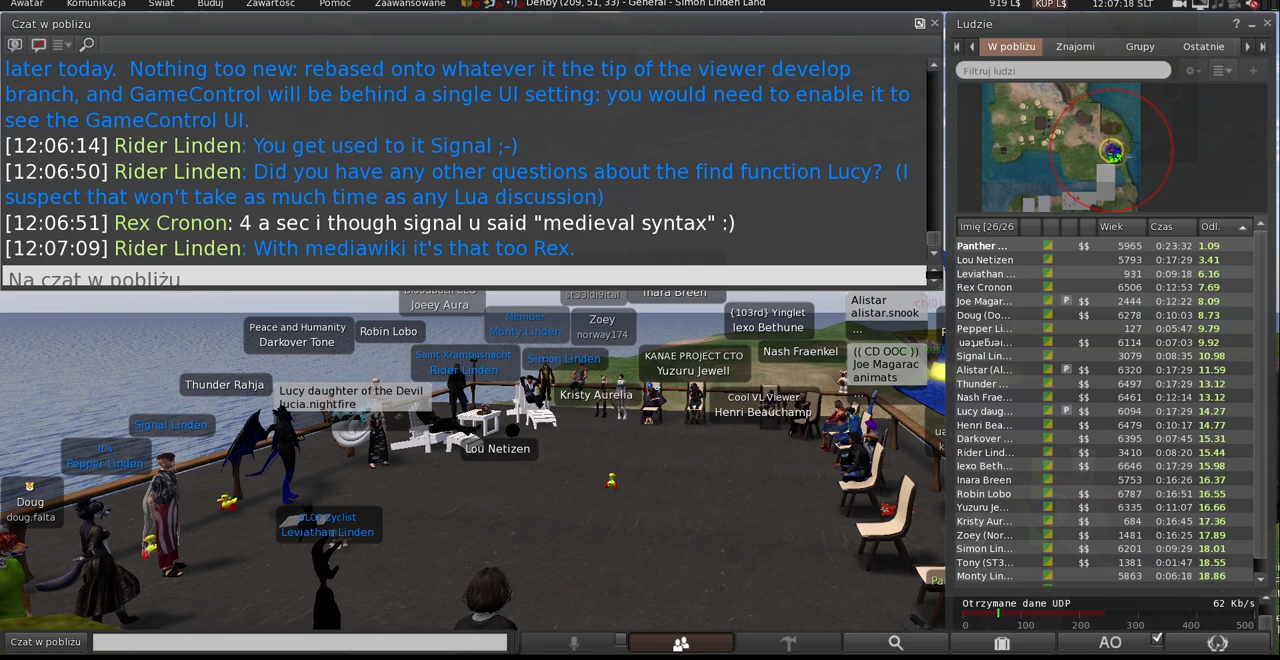 Awatar Komunikacja Świat Buduj Zawartość Pomoc Zaawansowane Denby (209, 51, 33) - General - Simon Linden Land 919 L$ KUP L$ 12:07:18 SLT
Czat w pobliżu
later today. Nothing too new: rebased onto whatever it the tip of the viewer develop
branch, and GameControl will be behind a single UI setting: you would need to enable it to
see the GameControl UI.
[12:06:14] Rider Linden: You get used to it Signal ;-)
[12:06:50] Rider Linden: Did you have any other questions about the find function Lucy? (I
suspect that won't take as much time as any Lua discussion)
[12:06:51] Rex Cronon: 4 a sec i though signal u said "medieval syntax" :)
[12:07:09] Rider Linden: With mediawiki it's that too Rex.
Na czat w pobliżu
Joeey Aura
st33ldi9ital
Inara Breen
Alistar
alistar.snook
...
Peace and Humanity
Darkover Tone
Robin Lobo
Member
Monty Linden
Zoey
norway174
{103rd} Yinglet
Iexo Bethune
Saint Krampusnacht
Rider Linden
Simon Linden
KANAE PROJECT CTO
Yuzuru Jewell
Nash Fraenkel
(( CD OOC ))
Joe Magarac
animats
...
Thunder Rahja
Lucy daughter of the Devil
lucia.nightfire
Kristy Aurelia
Cool VL Viewer
Henri Beauchamp
Signal Linden
It's
Pepper Linden
Lou Netizen
Doug
doug.falta
Leviathan Linden
Czat w pobliżu
Ludzie
? _ ×
W pobliżu Znajomi Grupy Ostatnie
Filtruj ludzi
Imię [26/26 Wiek Czas Odl.
Panther ... $$ 5965 0:23:32 1.09
Lou Netizen 5793 0:17:29 3.41
Leviathan ... 931 0:09:18 6.16
Rex Cronon 6506 0:12:53 7.69
Joe Magar... P $$ 2444 0:12:22 8.09
Doug (Do... $$ 6278 0:10:03 8.73
Pepper Li... 127 0:05:47 9.79
$$ 6114 0:07:03 9.92
Signal Lin... 3079 0:08:35 10.98
Alistar (Al... P $$ 6320 0:17:29 11.59
Thunder ... $$ 6497 0:17:29 13.12
Nash Frae... $$ 6461 0:12:14 13.12
Lucy daug... P $$ 6094 0:17:29 14.27
Henri Bea... $$ 6479 0:10:17 14.77
Darkover ... $$ 6395 0:07:45 15.31
Rider Lind... $$ 3410 0:08:20 15.44
Iexo Beth... $$ 6646 0:17:29 15.98
Inara Breen 5753 0:16:26 16.37
Robin Lobo $$ 6787 0:16:51 16.55
Yuzuru Je... $$ 6335 0:11:07 16.66
Kristy Aur... $$ 684 0:16:45 17.36
Zoey (Nor... $$ 1481 0:16:25 17.89
Simon Lin... $$ 6201 0:09:29 18.01
Tony (ST3... $$ 1381 0:01:47 18.55
Monty Lin... 5863 0:06:18 18.86
Otrzymane dane UDP 62 Kb/s
0 100 200 300 400 500
AO